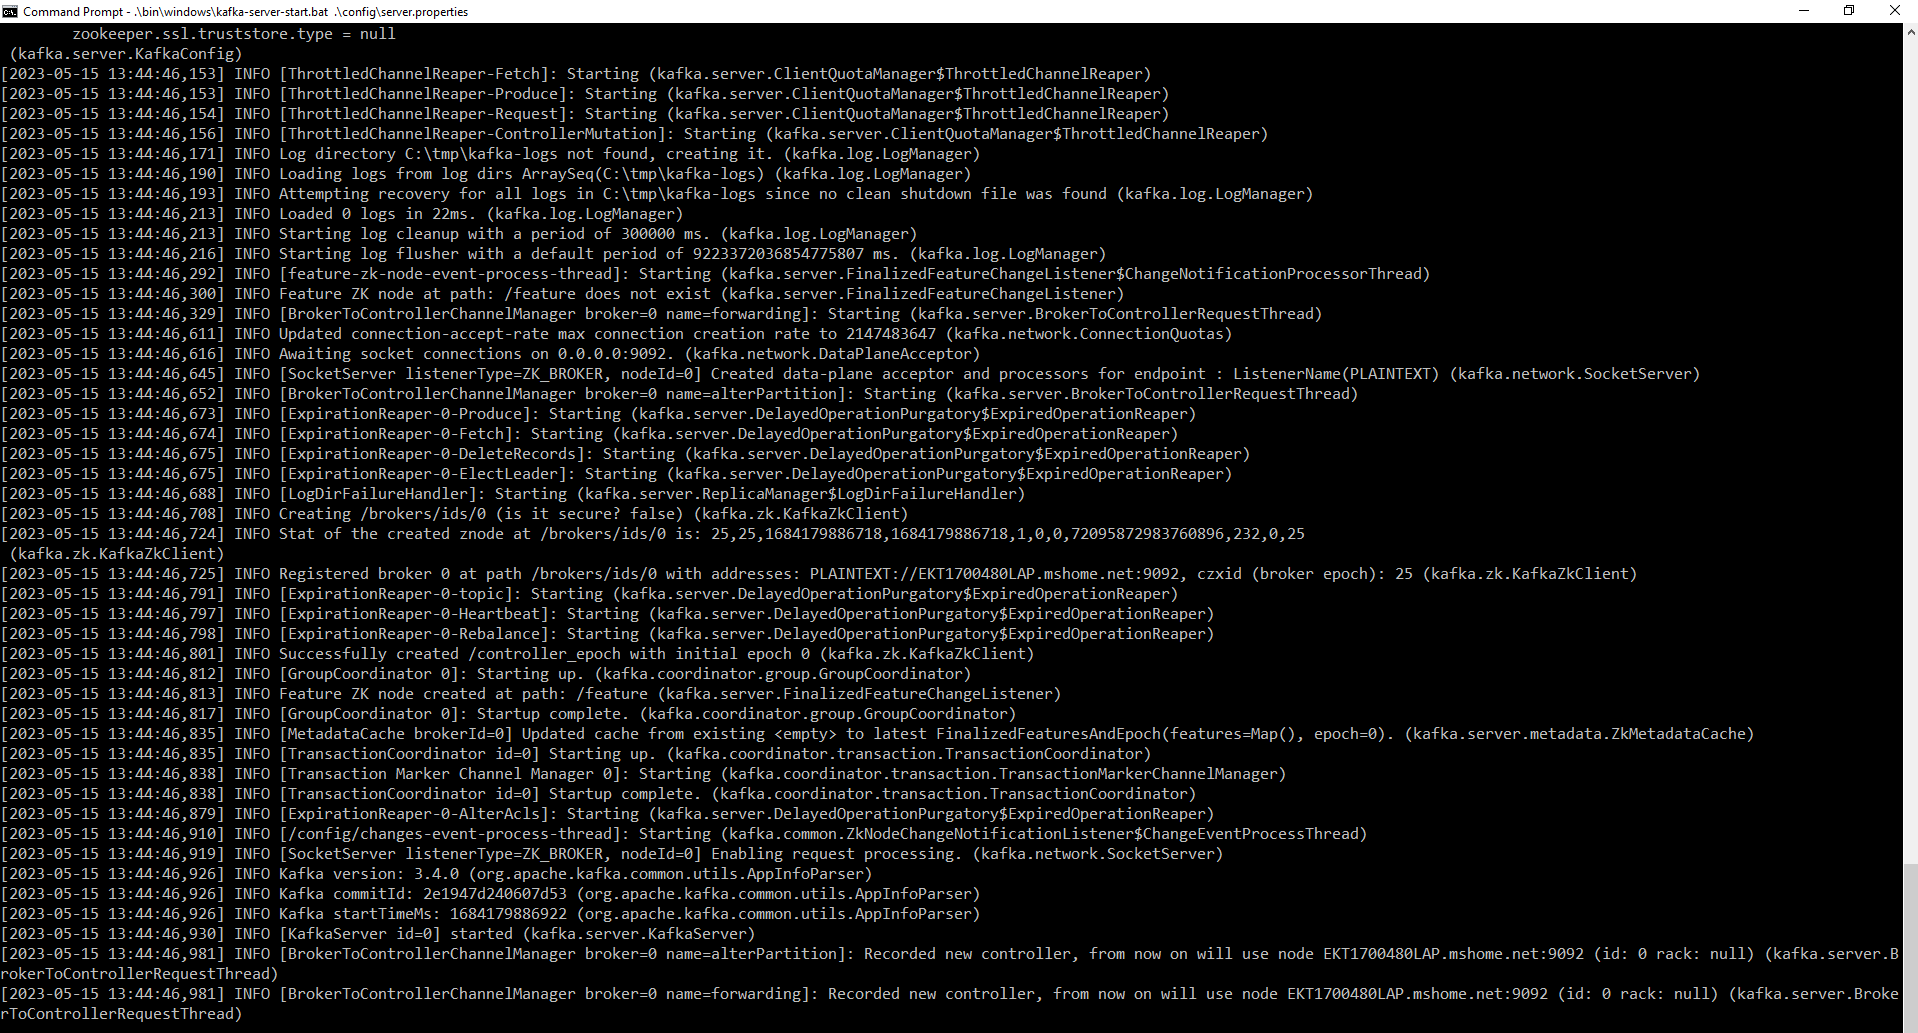 Command Prompt - .\bin\windows\kafka-server-start.bat .\config\server.properties
zookeeper.ssl.truststore.type = null
(kafka.server.KafkaConfig)
[2023-05-15 13:44:46,153] INFO [ThrottledChannelReaper-Fetch]: Starting (kafka.server.ClientQuotaManager$ThrottledChannelReaper)
[2023-05-15 13:44:46,153] INFO [ThrottledChannelReaper-Produce]: Starting (kafka.server.ClientQuotaManager$ThrottledChannelReaper)
[2023-05-15 13:44:46,154] INFO [ThrottledChannelReaper-Request]: Starting (kafka.server.ClientQuotaManager$ThrottledChannelReaper)
[2023-05-15 13:44:46,156] INFO [ThrottledChannelReaper-ControllerMutation]: Starting (kafka.server.ClientQuotaManager$ThrottledChannelReaper)
[2023-05-15 13:44:46,171] INFO Log directory C:\tmp\kafka-logs not found, creating it. (kafka.log.LogManager)
[2023-05-15 13:44:46,190] INFO Loading logs from log dirs ArraySeq(C:\tmp\kafka-logs) (kafka.log.LogManager)
[2023-05-15 13:44:46,193] INFO Attempting recovery for all logs in C:\tmp\kafka-logs since no clean shutdown file was found (kafka.log.LogManager)
[2023-05-15 13:44:46,213] INFO Loaded 0 logs in 22ms. (kafka.log.LogManager)
[2023-05-15 13:44:46,213] INFO Starting log cleanup with a period of 300000 ms. (kafka.log.LogManager)
[2023-05-15 13:44:46,216] INFO Starting log flusher with a default period of 9223372036854775807 ms. (kafka.log.LogManager)
[2023-05-15 13:44:46,292] INFO [feature-zk-node-event-process-thread]: Starting (kafka.server.FinalizedFeatureChangeListener$ChangeNotificationProcessorThread)
[2023-05-15 13:44:46,300] INFO Feature ZK node at path: /feature does not exist (kafka.server.FinalizedFeatureChangeListener)
[2023-05-15 13:44:46,329] INFO [BrokerToControllerChannelManager broker=0 name=forwarding]: Starting (kafka.server.BrokerToControllerRequestThread)
[2023-05-15 13:44:46,611] INFO Updated connection-accept-rate max connection creation rate to 2147483647 (kafka.network.ConnectionQuotas)
[2023-05-15 13:44:46,616] INFO Awaiting socket connections on 0.0.0.0:9092. (kafka.network.DataPlaneAcceptor)
[2023-05-15 13:44:46,645] INFO [SocketServer listenerType=ZK_BROKER, nodeId=0] Created data-plane acceptor and processors for endpoint : ListenerName(PLAINTEXT) (kafka.network.SocketServer)
[2023-05-15 13:44:46,652] INFO [BrokerToControllerChannelManager broker=0 name=alterPartition]: Starting (kafka.server.BrokerToControllerRequestThread)
[2023-05-15 13:44:46,673] INFO [ExpirationReaper-0-Produce]: Starting (kafka.server.DelayedOperationPurgatory$ExpiredOperationReaper)
[2023-05-15 13:44:46,674] INFO [ExpirationReaper-0-Fetch]: Starting (kafka.server.DelayedOperationPurgatory$ExpiredOperationReaper)
[2023-05-15 13:44:46,675] INFO [ExpirationReaper-0-DeleteRecords]: Starting (kafka.server.DelayedOperationPurgatory$ExpiredOperationReaper)
[2023-05-15 13:44:46,675] INFO [ExpirationReaper-0-ElectLeader]: Starting (kafka.server.DelayedOperationPurgatory$ExpiredOperationReaper)
[2023-05-15 13:44:46,688] INFO [LogDirFailureHandler]: Starting (kafka.server.ReplicaManager$LogDirFailureHandler)
[2023-05-15 13:44:46,708] INFO Creating /brokers/ids/0 (is it secure? false) (kafka.zk.KafkaZkClient)
[2023-05-15 13:44:46,724] INFO Stat of the created znode at /brokers/ids/0 is: 25,25,1684179886718,1684179886718,1,0,0,72095872983760896,232,0,25
(kafka.zk.KafkaZkClient)
[2023-05-15 13:44:46,725] INFO Registered broker 0 at path /brokers/ids/0 with addresses: PLAINTEXT://EKT1700480LAP.mshome.net:9092, czxid (broker epoch): 25 (kafka.zk.KafkaZkClient)
[2023-05-15 13:44:46,791] INFO [ExpirationReaper-0-topic]: Starting (kafka.server.DelayedOperationPurgatory$ExpiredOperationReaper)
[2023-05-15 13:44:46,797] INFO [ExpirationReaper-0-Heartbeat]: Starting (kafka.server.DelayedOperationPurgatory$ExpiredOperationReaper)
[2023-05-15 13:44:46,798] INFO [ExpirationReaper-0-Rebalance]: Starting (kafka.server.DelayedOperationPurgatory$ExpiredOperationReaper)
[2023-05-15 13:44:46,801] INFO Successfully created /controller_epoch with initial epoch 0 (kafka.zk.KafkaZkClient)
[2023-05-15 13:44:46,812] INFO [GroupCoordinator 0]: Starting up. (kafka.coordinator.group.GroupCoordinator)
[2023-05-15 13:44:46,813] INFO Feature ZK node created at path: /feature (kafka.server.FinalizedFeatureChangeListener)
[2023-05-15 13:44:46,817] INFO [GroupCoordinator 0]: Startup complete. (kafka.coordinator.group.GroupCoordinator)
[2023-05-15 13:44:46,835] INFO [MetadataCache brokerId=0] Updated cache from existing <empty> to latest FinalizedFeaturesAndEpoch(features=Map(), epoch=0). (kafka.server.metadata.ZkMetadataCache)
[2023-05-15 13:44:46,835] INFO [TransactionCoordinator id=0] Starting up. (kafka.coordinator.transaction.TransactionCoordinator)
[2023-05-15 13:44:46,838] INFO [Transaction Marker Channel Manager 0]: Starting (kafka.coordinator.transaction.TransactionMarkerChannelManager)
[2023-05-15 13:44:46,838] INFO [TransactionCoordinator id=0] Startup complete. (kafka.coordinator.transaction.TransactionCoordinator)
[2023-05-15 13:44:46,879] INFO [ExpirationReaper-0-AlterAcls]: Starting (kafka.server.DelayedOperationPurgatory$ExpiredOperationReaper)
[2023-05-15 13:44:46,910] INFO [/config/changes-event-process-thread]: Starting (kafka.common.ZkNodeChangeNotificationListener$ChangeEventProcessThread)
[2023-05-15 13:44:46,919] INFO [SocketServer listenerType=ZK_BROKER, nodeId=0] Enabling request processing. (kafka.network.SocketServer)
[2023-05-15 13:44:46,926] INFO Kafka version: 3.4.0 (org.apache.kafka.common.utils.AppInfoParser)
[2023-05-15 13:44:46,926] INFO Kafka commitId: 2e1947d240607d53 (org.apache.kafka.common.utils.AppInfoParser)
[2023-05-15 13:44:46,926] INFO Kafka startTimeMs: 1684179886922 (org.apache.kafka.common.utils.AppInfoParser)
[2023-05-15 13:44:46,930] INFO [KafkaServer id=0] started (kafka.server.KafkaServer)
[2023-05-15 13:44:46,981] INFO [BrokerToControllerChannelManager broker=0 name=alterPartition]: Recorded new controller, from now on will use node EKT1700480LAP.mshome.net:9092 (id: 0 rack: null) (kafka.server.B
rokerToControllerRequestThread)
[2023-05-15 13:44:46,981] INFO [BrokerToControllerChannelManager broker=0 name=forwarding]: Recorded new controller, from now on will use node EKT1700480LAP.mshome.net:9092 (id: 0 rack: null) (kafka.server.Broke
rToControllerRequestThread)